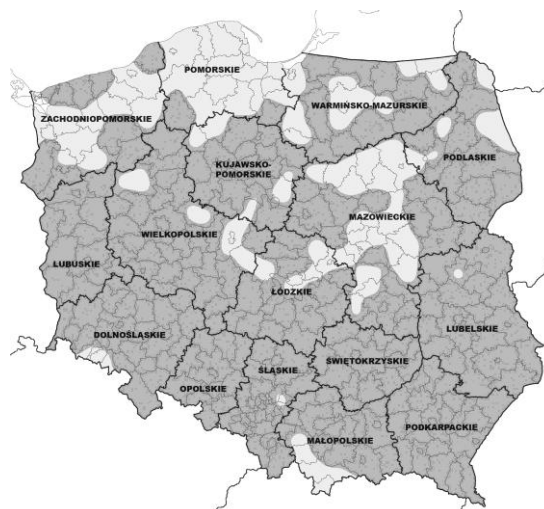 POMORSKIE
WARMIŃSKO-MAZURSKIE
ZACHODNIOPOMORSKIE
PODLASKIE
KUJAWSKO-
POMORSKIE
MAZOWIECKIE
WIELKOPOLSKIE
LUBUSKIE
ŁÓDZKIE
LUBELSKIE
DOLNOŚLĄSKIE
ŚWIĘTOKRZYSKIE
ŚLĄSKIE
OPOLSKIE
PODKARPACKIE
MAŁOPOLSKIE